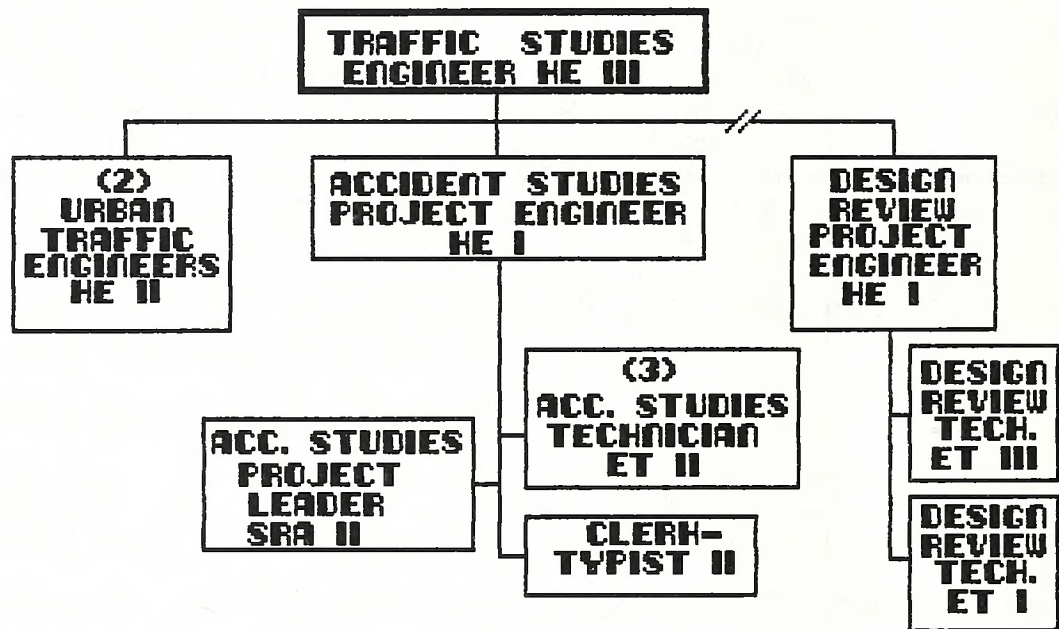 TRAFFIC STUDIES
ENGINEER HE III
(2)
URBAN
TRAFFIC
ENGINEERS
HE II
ACCIDENT STUDIES
PROJECT ENGINEER
HE I
DESIGN
REVIEW
PROJECT
ENGINEER
HE I
(3)
ACC. STUDIES
TECHNICIAN
ET II
ACC. STUDIES
PROJECT
LEADER
SRA II
CLERK-
TYPIST II
DESIGN
REVIEW
TECH.
ET III
DESIGN
REVIEW
TECH.
ET I